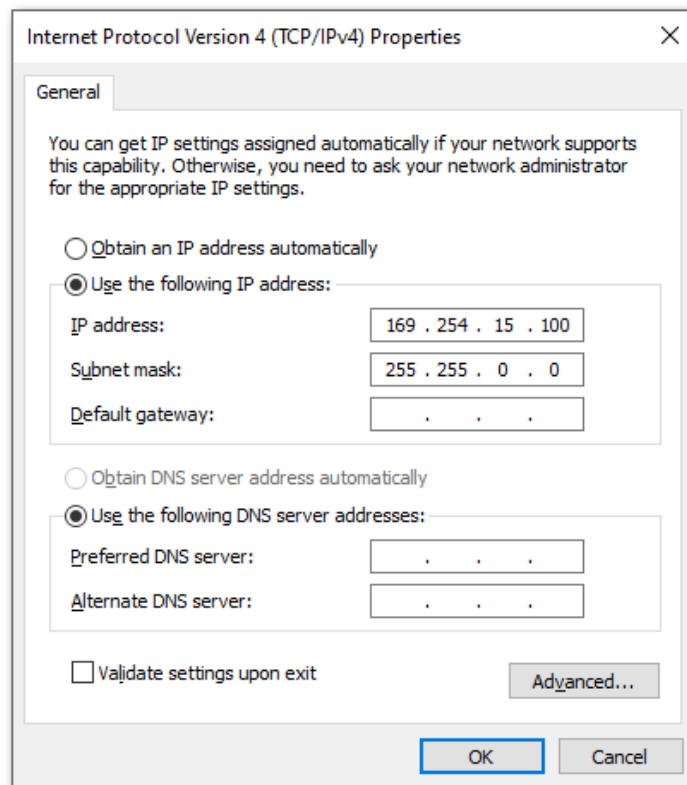 Internet Protocol Version 4 (TCP/IPv4) Properties
General
You can get IP settings assigned automatically if your network supports
this capability. Otherwise, you need to ask your network administrator
for the appropriate IP settings.
Obtain an IP address automatically
Use the following IP address:
IP address: 169 . 254 . 15 . 100
Subnet mask: 255 . 255 . 0 . 0
Default gateway: . . .
Obtain DNS server address automatically
Use the following DNS server addresses:
Preferred DNS server: . . .
Alternate DNS server: . . .
Validate settings upon exit
Advanced...
OK Cancel